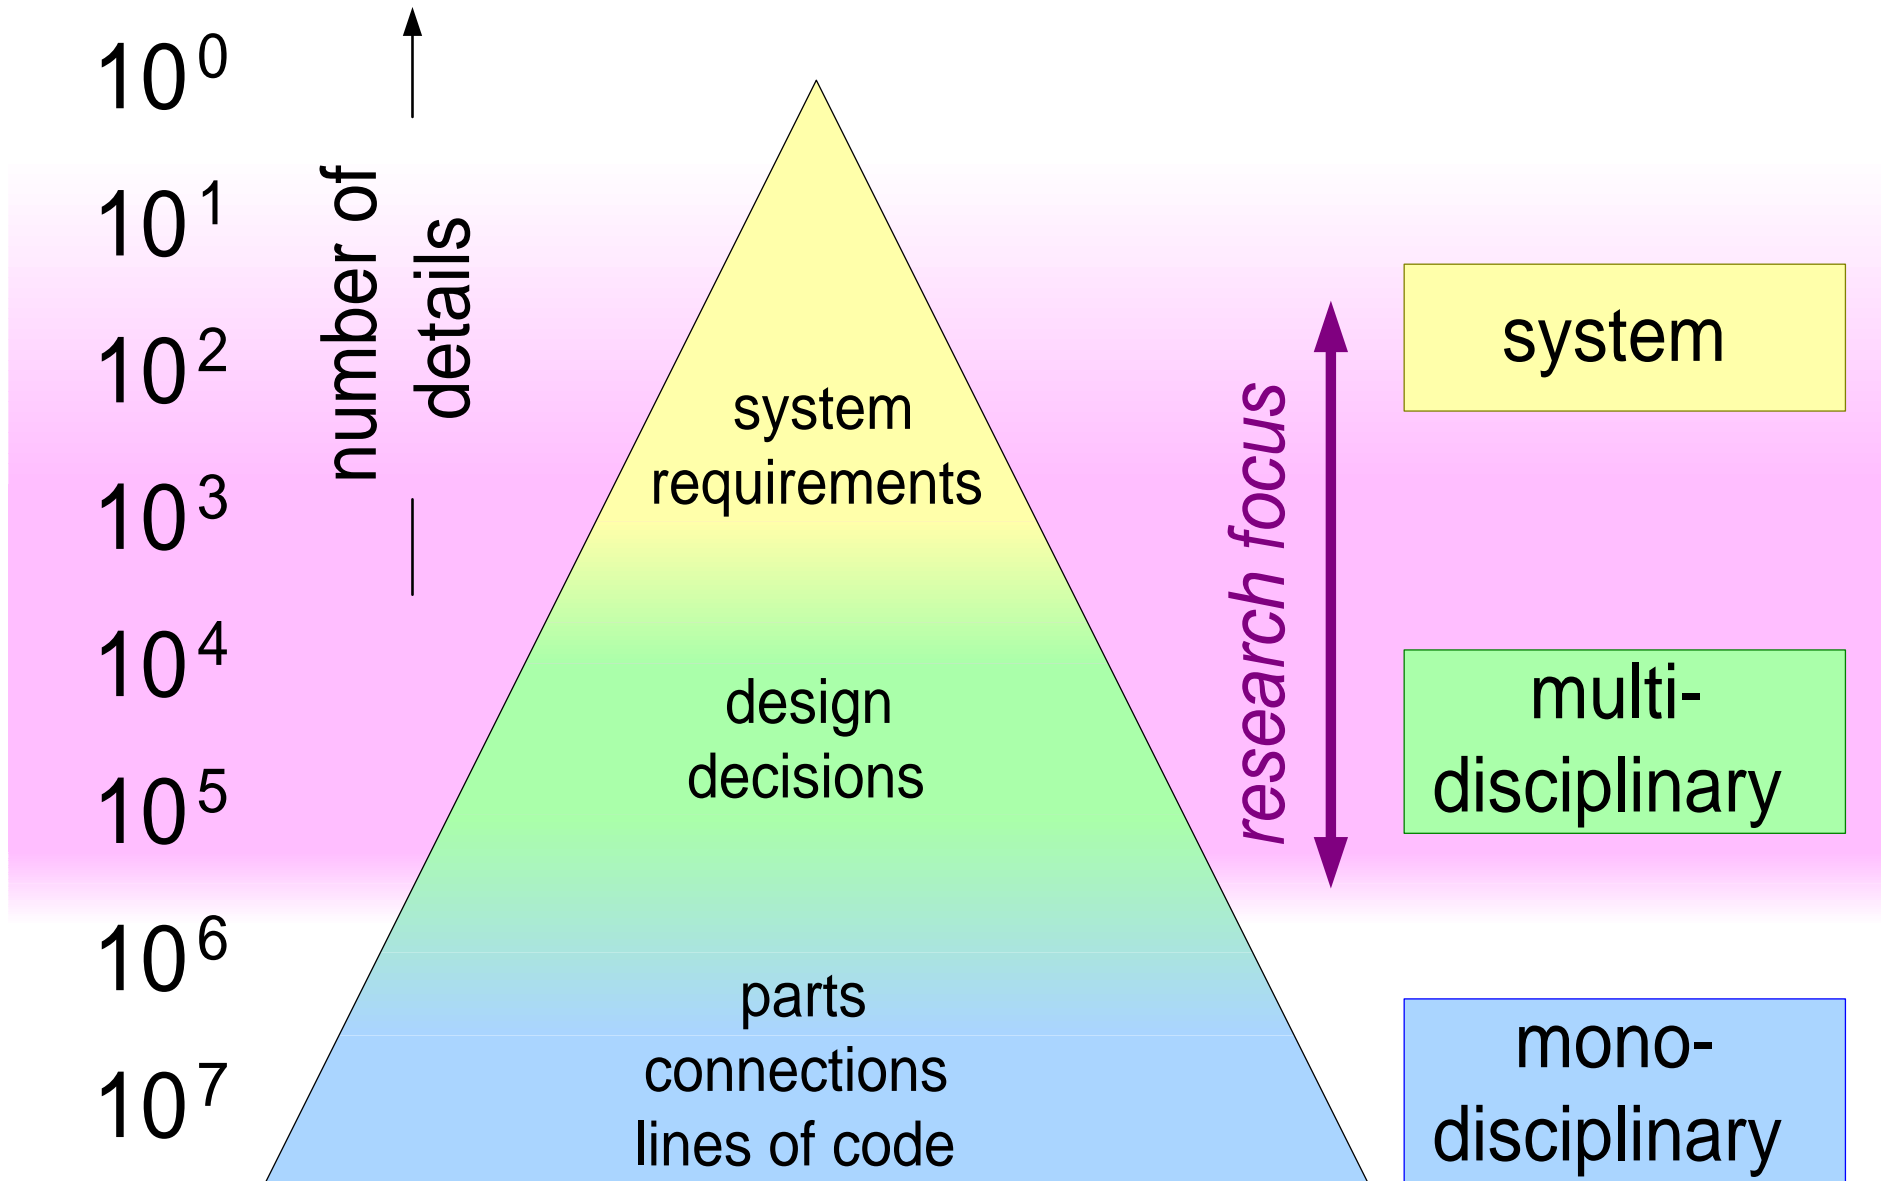 10⁰
10¹
10²
10³
10⁴
10⁵
10⁶
10⁷
number of
details
system
requirements
design
decisions
parts
connections
lines of code
research focus
system
multi-
disciplinary
mono-
disciplinary